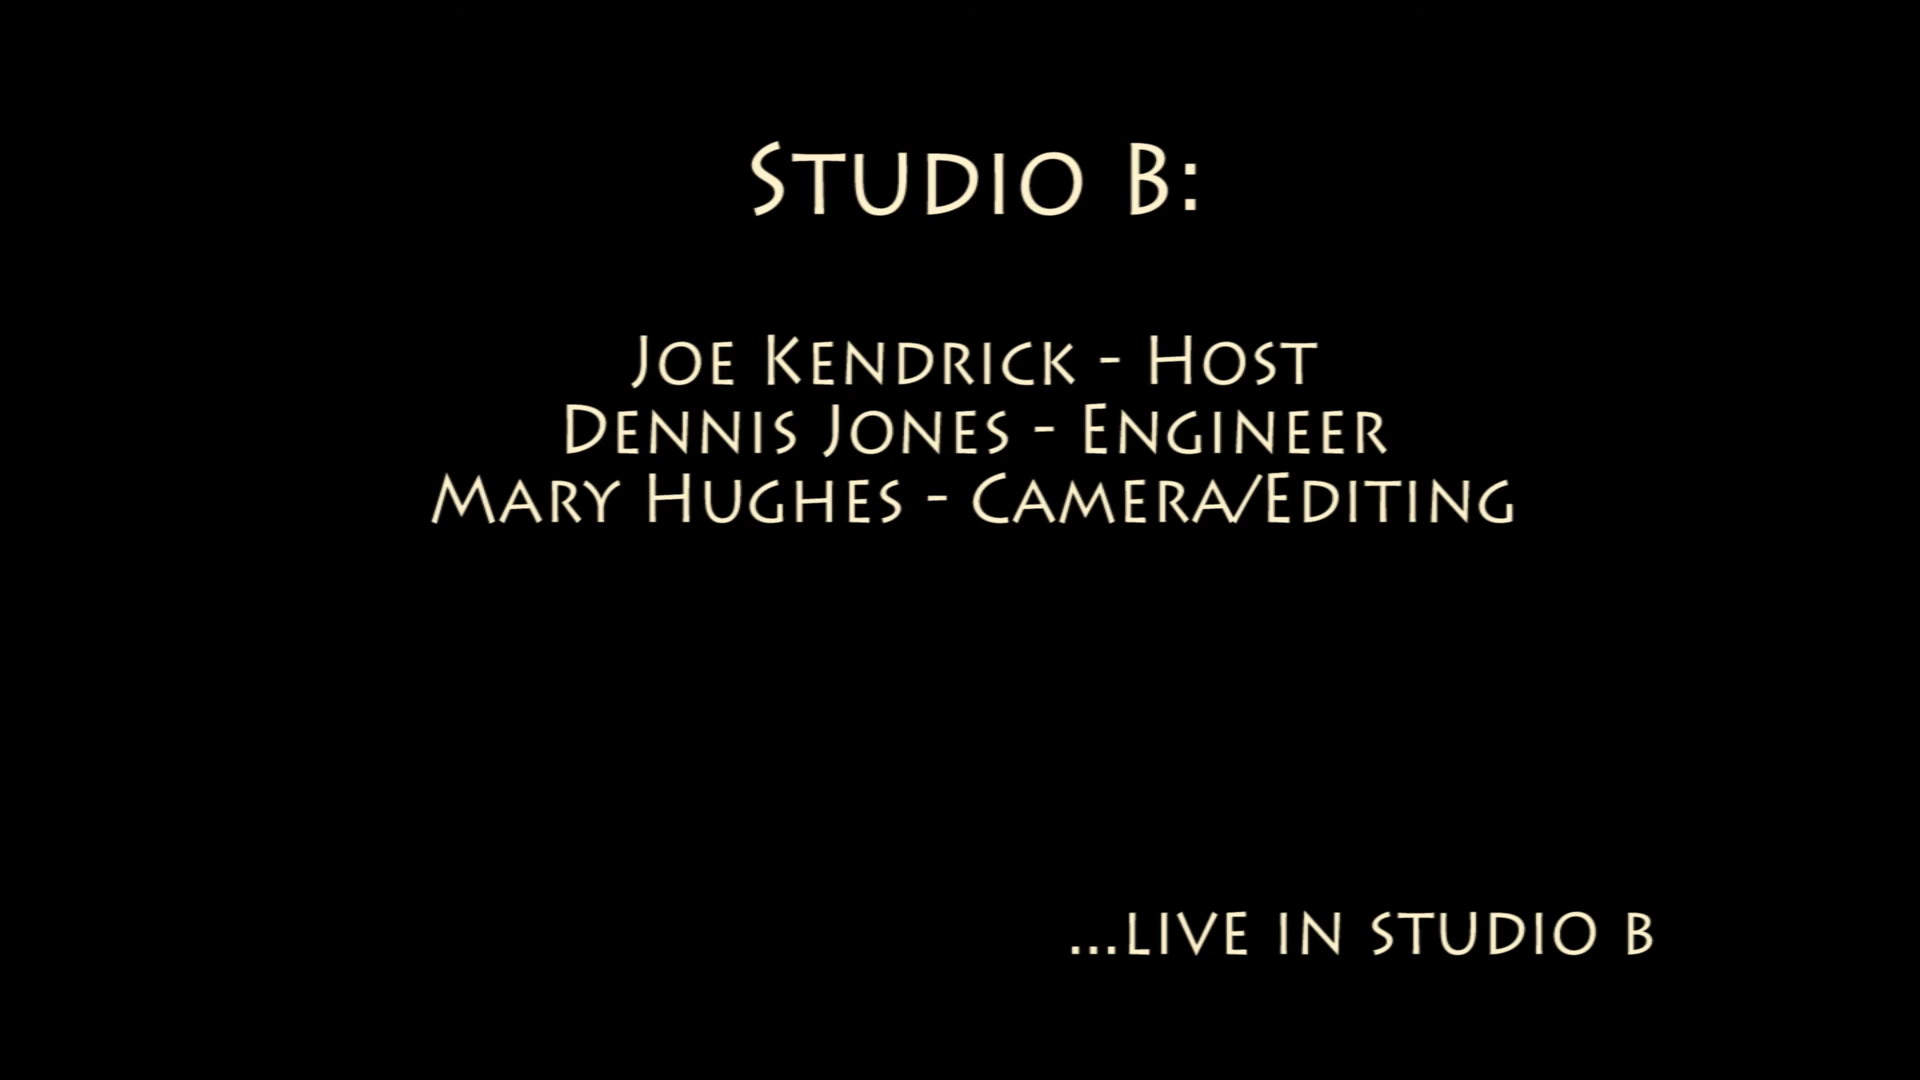 Studio B:
Joe Kendrick - Host
Dennis Jones - Engineer
Mary Hughes - Camera/Editing
...live in studio b